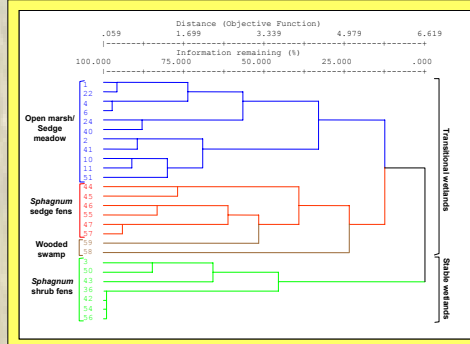 Distance (Objective Function)
.059 1.699 3.339 4.979 6.619
Information remaining (%)
100.000 75.000 50.000 25.000 .000
Open marsh/
Sedge
meadow
1
22
4
6
24
40
2
41
10
11
51
Sphagnum
sedge fens
44
45
46
55
47
57
Wooded
swamp
59
58
Sphagnum
shrub fens
3
50
43
36
42
54
56
Transitional wetlands
Stable wetlands